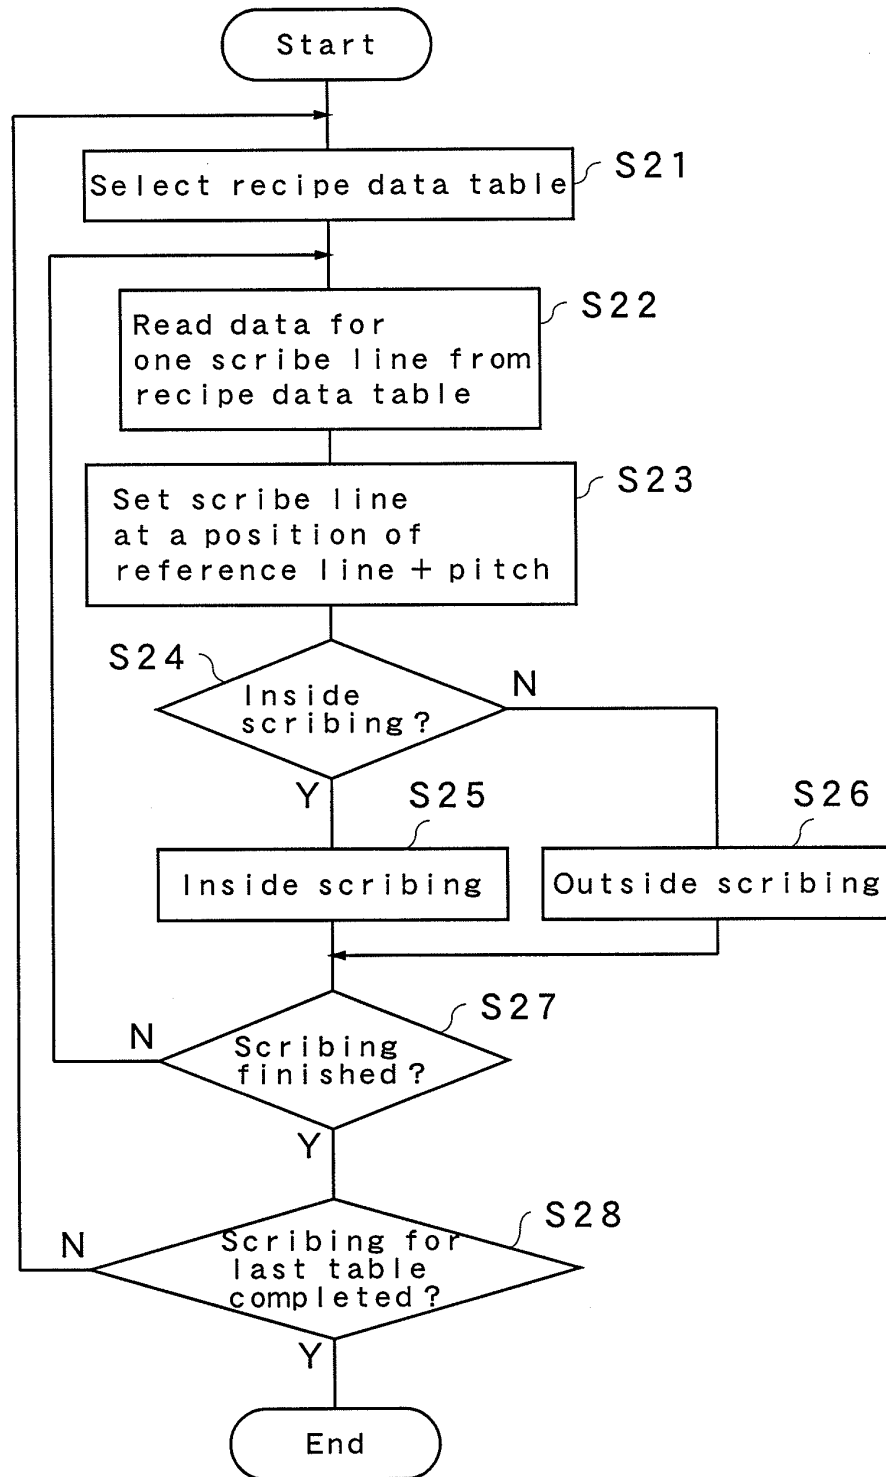 Start
Select recipe data table
S21
Read data for
one scribe line from
recipe data table
S22
Set scribe line
at a position of
reference line + pitch
S23
S24
Inside
scribing?
N
Y
S25
S26
Inside scribing
Outside scribing
S27
N
Scribing
finished?
Y
S28
N
Scribing for
last table
completed?
Y
End